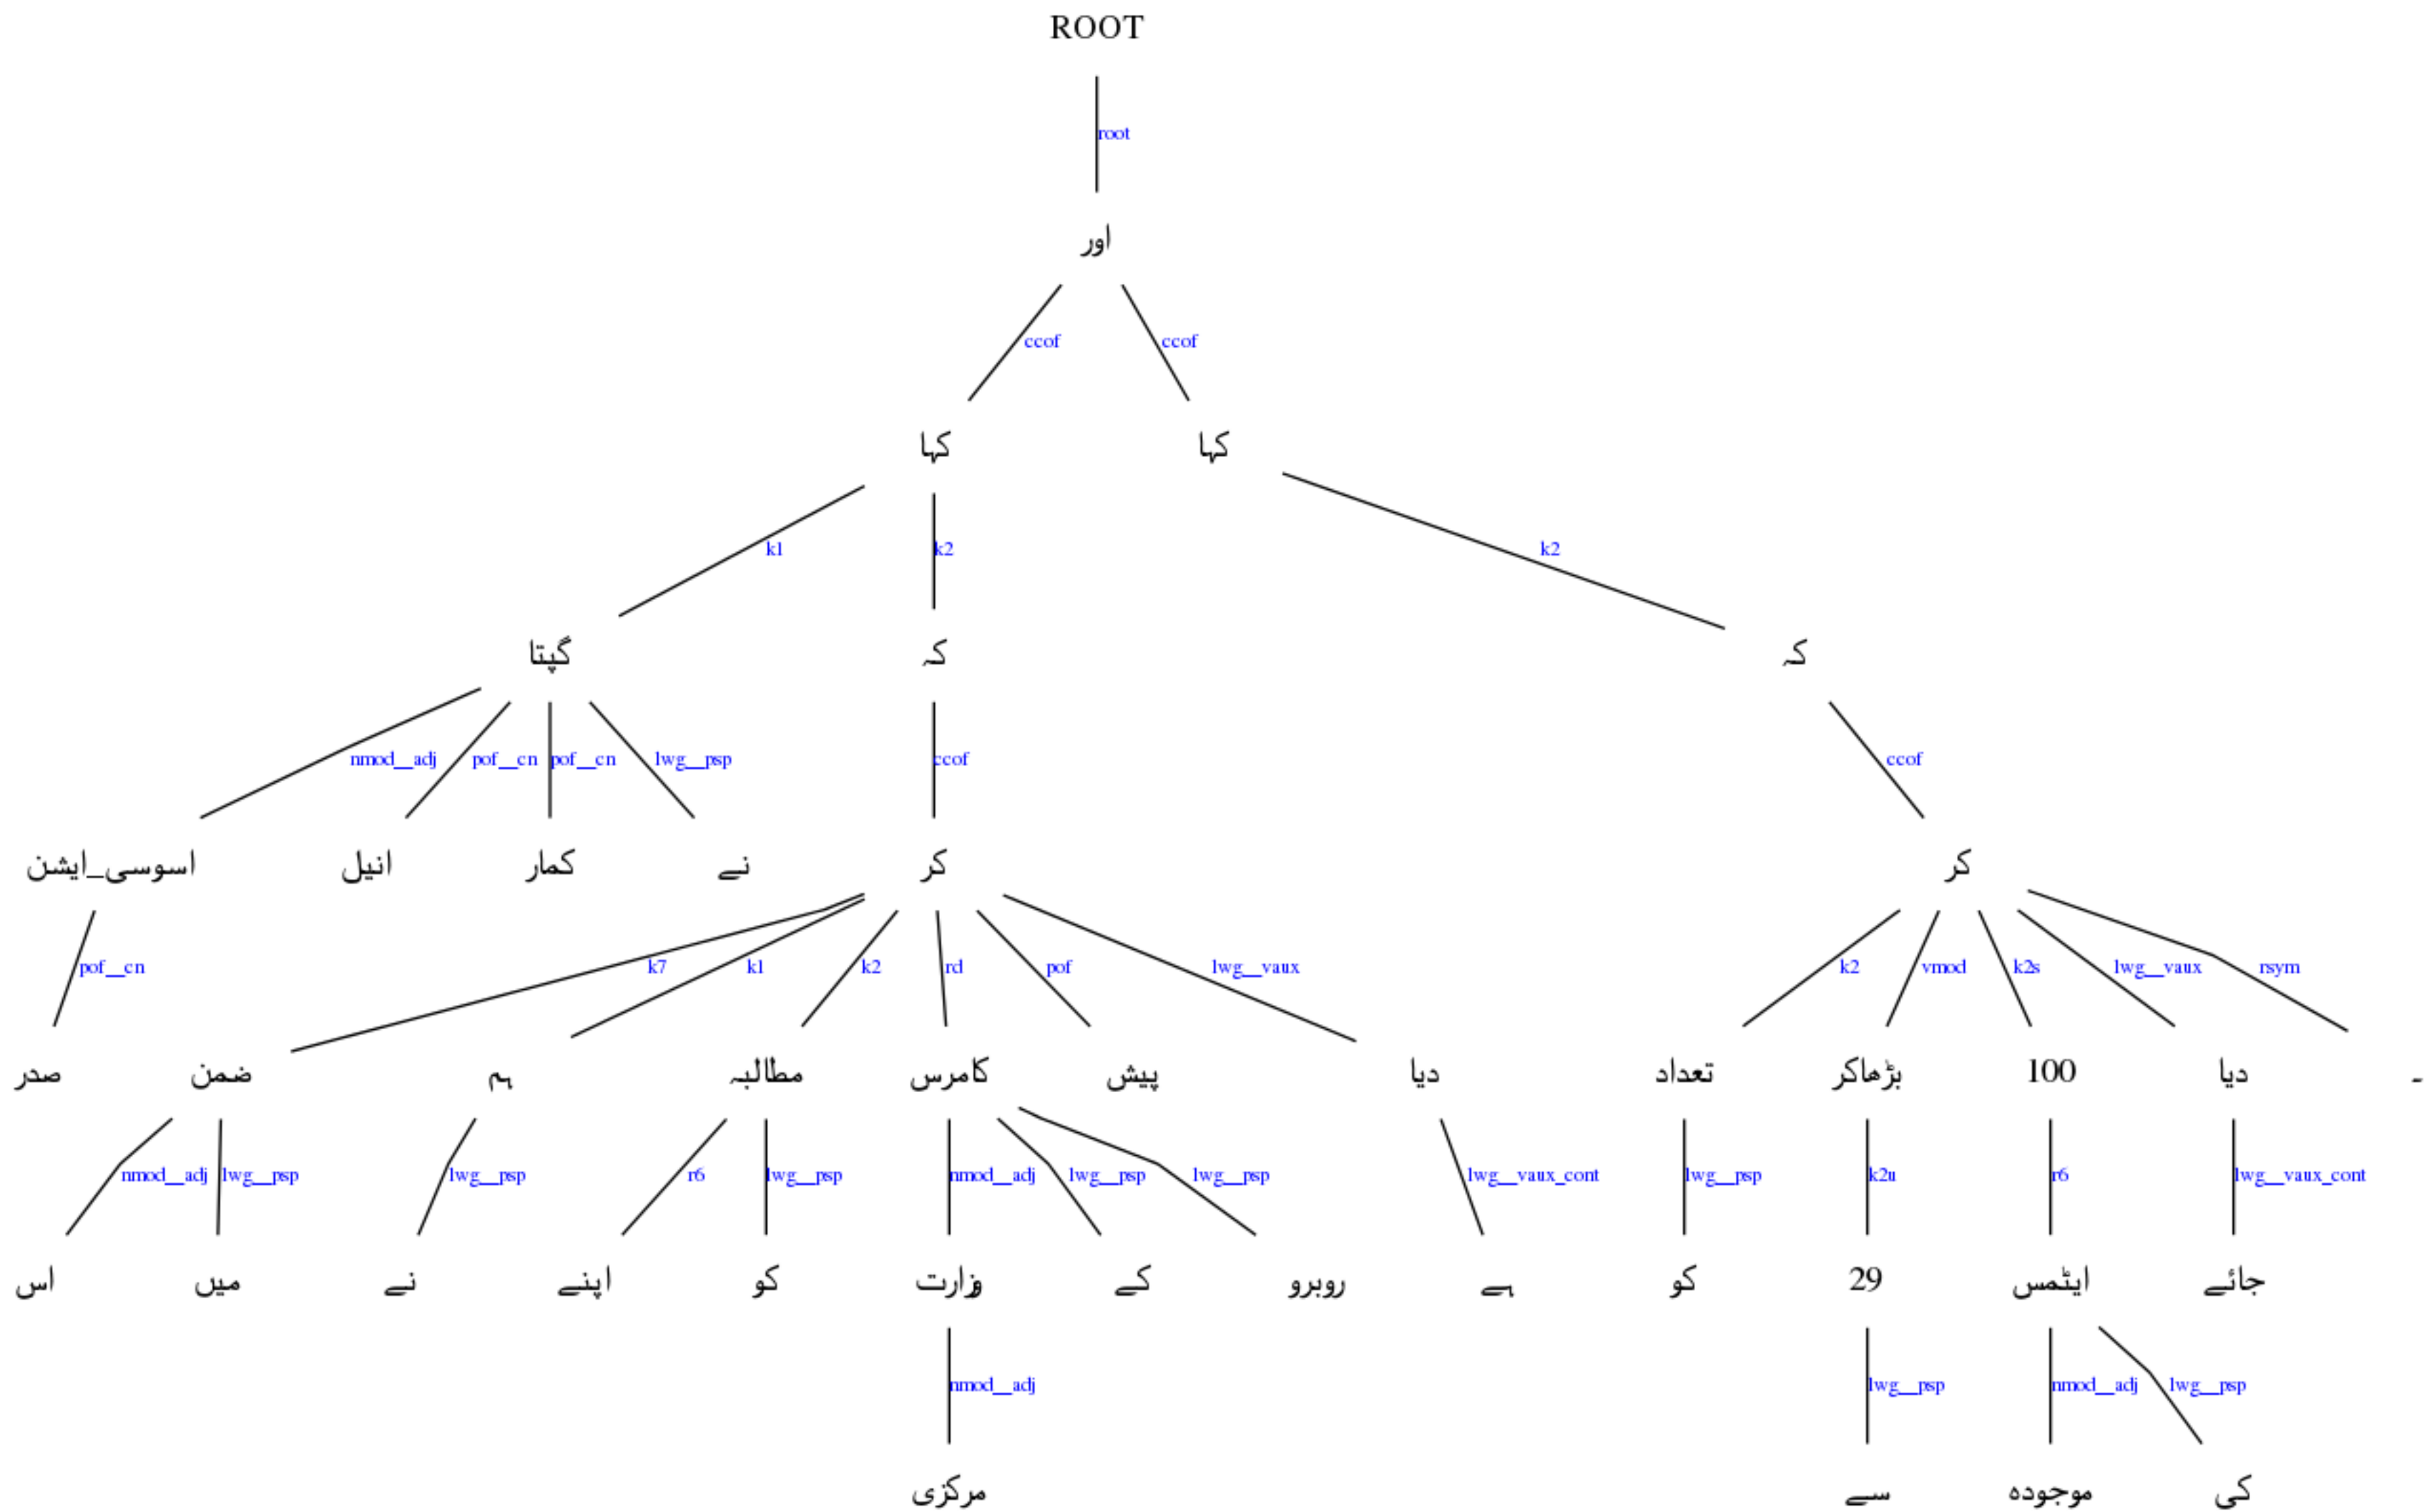 ROOT
root
اور
ccof ccof
کہا کہا
k1 k2 k2
گپتا کہ کہ
nmod__adj pof__cn pof__cn lwg__psp ccof ccof
اسوسی_ایشن انیل کمار نے کر کر
pof__cn k7 k1 k2 rd pof lwg__vaux k2 vmod k2s lwg__vaux rsym
صدر ضمن ہم مطالبہ کامرس پیش دیا تعداد بڑھاکر 100 دیا ۔
nmod__adj lwg__psp lwg__psp r6 lwg__psp nmod__adj lwg__psp lwg__psp lwg__vaux_cont lwg__psp k2u r6 lwg__vaux_cont
اس میں نے اپنے کو وزارت کے روبرو ہے کو 29 ایٹمس جائے
nmod__adj lwg__psp nmod__adj lwg__psp
مرکزی سے موجودہ کی